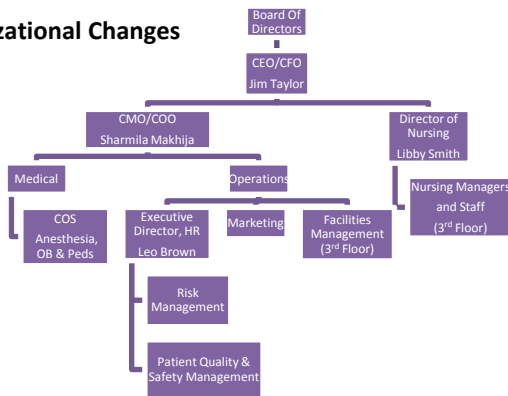 zational Changes
Board Of
Directors
CEO/CFO
Jim Taylor
CMO/COO
Sharmila Makhija
Director of
Nursing
Libby Smith
Medical
Operations
Nursing Managers
and Staff
(3rd Floor)
COS
Anesthesia,
OB & Peds
Executive
Director, HR
Leo Brown
Marketing
Facilities
Management
(3rd Floor)
Risk
Management
Patient Quality &
Safety Management